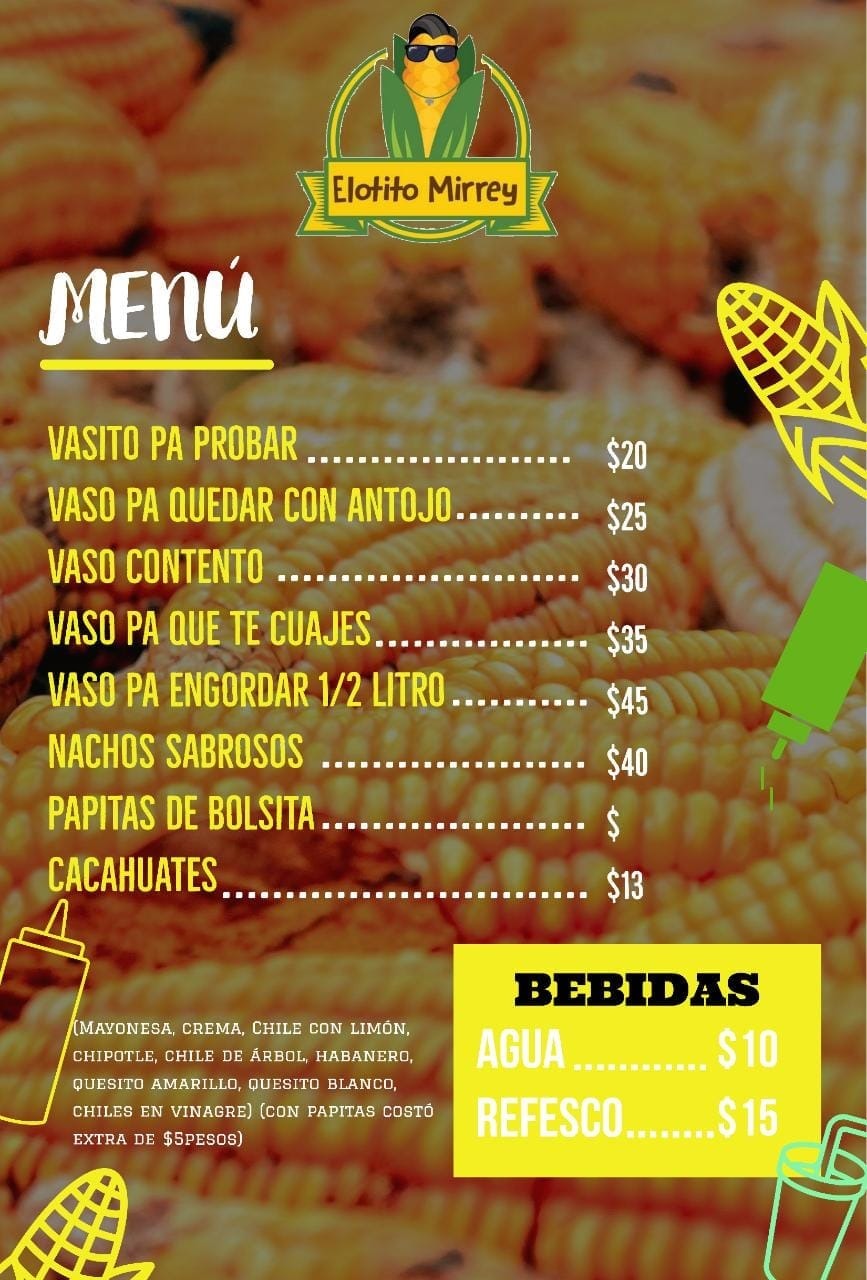 Elotito Mirrey
MENÚ
VASITO PA PROBAR ..................... $20
VASO PA QUEDAR CON ANTOJO.......... $25
VASO CONTENTO ........................ $30
VASO PA QUE TE CUAJES................. $35
VASO PA ENGORDAR 1/2 LITRO........... $45
NACHOS SABROSOS ..................... $40
PAPITAS DE BOLSITA ..................... $
CACAHUATES............................. $13
(MAYONESA, CREMA, CHILE CON LIMÓN,
CHIPOTLE, CHILE DE ÁRBOL, HABANERO,
QUESITO AMARILLO, QUESITO BLANCO,
CHILES EN VINAGRE) (CON PAPITAS COSTÓ
EXTRA DE $5PESOS)
BEBIDAS
AGUA ............ $10
REFESCO........$15